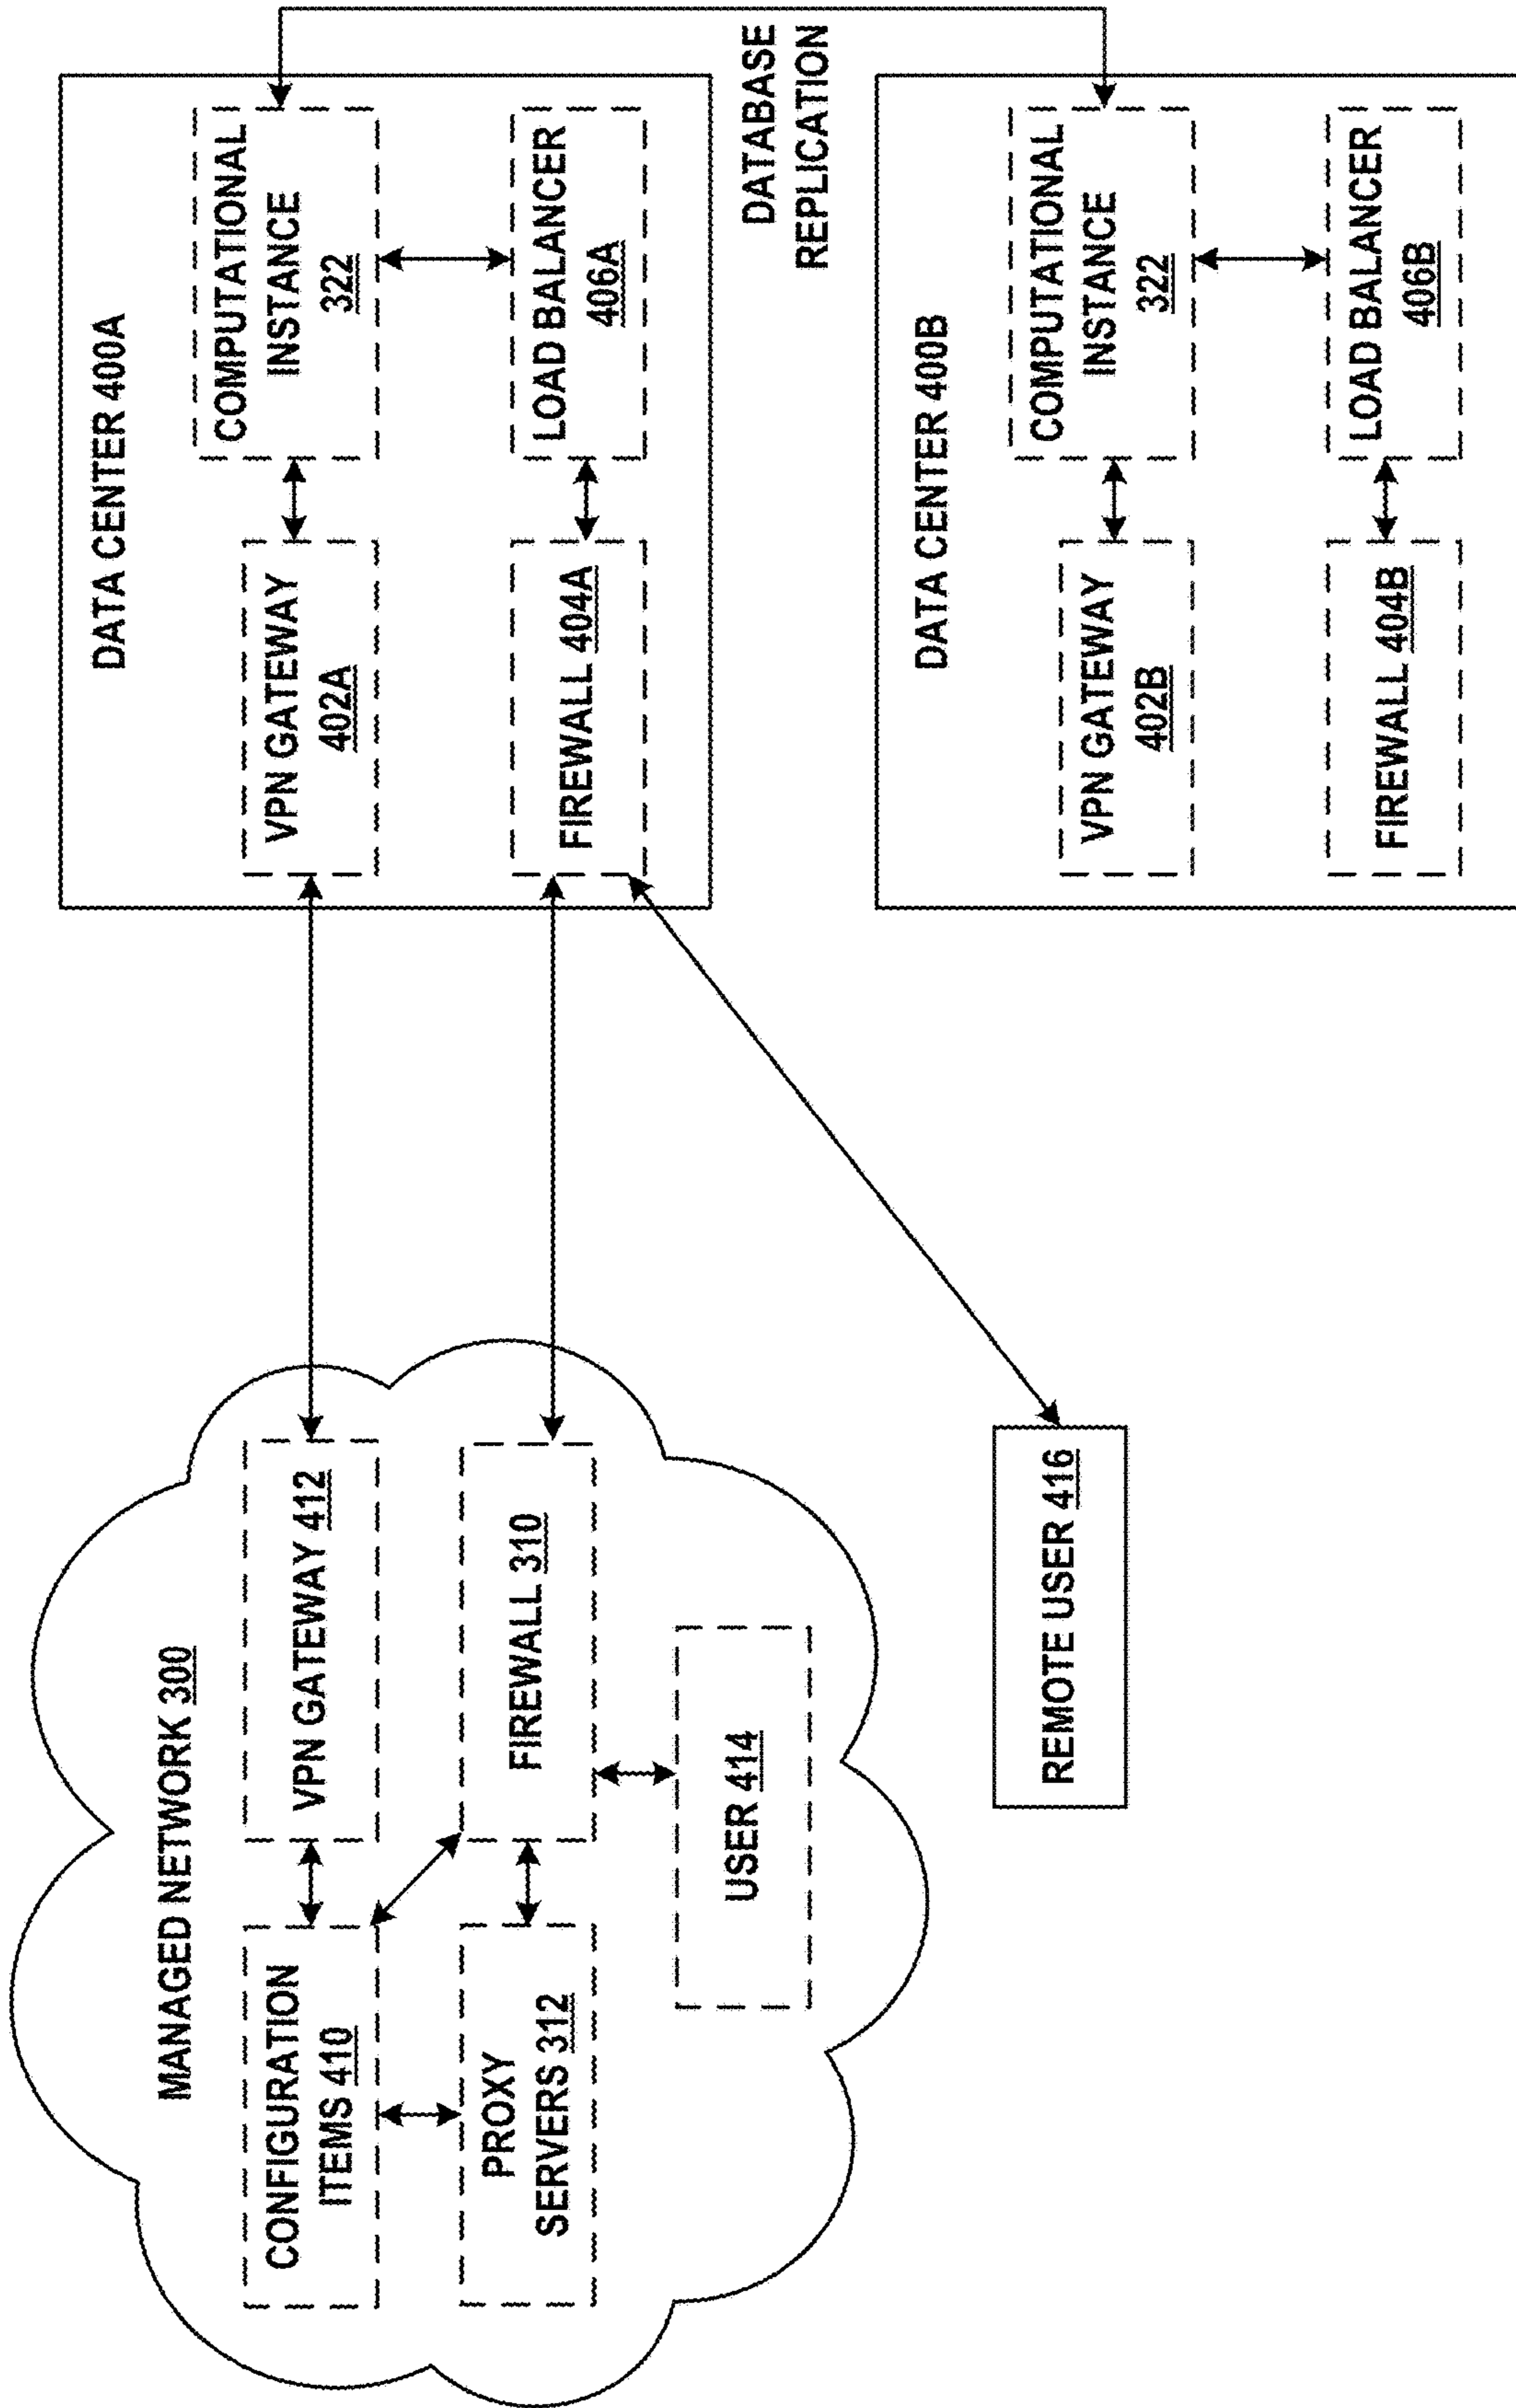 MANAGED NETWORK 300
CONFIGURATION
ITEMS 410
VPN GATEWAY 412
PROXY
SERVERS 312
FIREWALL 310
USER 414
REMOTE USER 416
DATA CENTER 400A
VPN GATEWAY
402A
COMPUTATIONAL
INSTANCE
322
FIREWALL 404A
LOAD BALANCER
406A
DATABASE
REPLICATION
DATA CENTER 400B
VPN GATEWAY
402B
COMPUTATIONAL
INSTANCE
322
FIREWALL 404B
LOAD BALANCER
406B